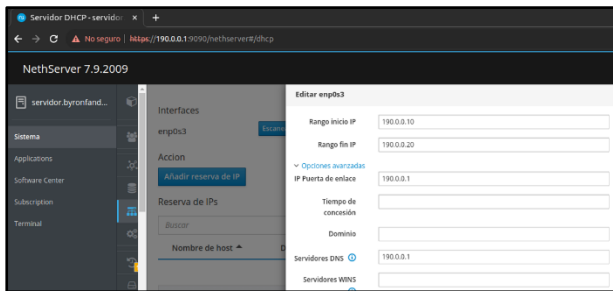 Servidor DHCP - servidor
No seguro | https://190.0.0.1:9090/nethserver#/dhcp
NethServer 7.9.2009
servidor.byronfand...
Sistema
Applications
Software Center
Subscription
Terminal
Interfaces
enp0s3
Accion
Añadir reserva de IP
Reserva de IPs
Buscar
Nombre de host
Editar enp0s3
Rango inicio IP 190.0.0.10
Rango fin IP 190.0.0.20
Opciones avanzadas
IP Puerta de enlace 190.0.0.1
Tiempo de
concesión
Dominio
Servidores DNS 190.0.0.1
Servidores WINS